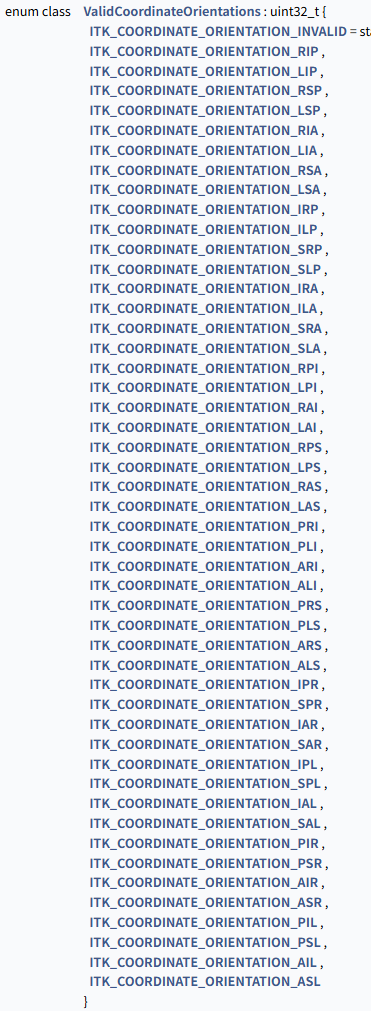 enum class ValidCoordinateOrientations : uint32_t {
ITK_COORDINATE_ORIENTATION_INVALID = sta
ITK_COORDINATE_ORIENTATION_RIP ,
ITK_COORDINATE_ORIENTATION_LIP ,
ITK_COORDINATE_ORIENTATION_RSP ,
ITK_COORDINATE_ORIENTATION_LSP ,
ITK_COORDINATE_ORIENTATION_RIA ,
ITK_COORDINATE_ORIENTATION_LIA ,
ITK_COORDINATE_ORIENTATION_RSA ,
ITK_COORDINATE_ORIENTATION_LSA ,
ITK_COORDINATE_ORIENTATION_IRP ,
ITK_COORDINATE_ORIENTATION_ILP ,
ITK_COORDINATE_ORIENTATION_SRP ,
ITK_COORDINATE_ORIENTATION_SLP ,
ITK_COORDINATE_ORIENTATION_IRA ,
ITK_COORDINATE_ORIENTATION_ILA ,
ITK_COORDINATE_ORIENTATION_SRA ,
ITK_COORDINATE_ORIENTATION_SLA ,
ITK_COORDINATE_ORIENTATION_RPI ,
ITK_COORDINATE_ORIENTATION_LPI ,
ITK_COORDINATE_ORIENTATION_RAI ,
ITK_COORDINATE_ORIENTATION_LAI ,
ITK_COORDINATE_ORIENTATION_RPS ,
ITK_COORDINATE_ORIENTATION_LPS ,
ITK_COORDINATE_ORIENTATION_RAS ,
ITK_COORDINATE_ORIENTATION_LAS ,
ITK_COORDINATE_ORIENTATION_PRI ,
ITK_COORDINATE_ORIENTATION_PLI ,
ITK_COORDINATE_ORIENTATION_ARI ,
ITK_COORDINATE_ORIENTATION_ALI ,
ITK_COORDINATE_ORIENTATION_PRS ,
ITK_COORDINATE_ORIENTATION_PLS ,
ITK_COORDINATE_ORIENTATION_ARS ,
ITK_COORDINATE_ORIENTATION_ALS ,
ITK_COORDINATE_ORIENTATION_IPR ,
ITK_COORDINATE_ORIENTATION_SPR ,
ITK_COORDINATE_ORIENTATION_IAR ,
ITK_COORDINATE_ORIENTATION_SAR ,
ITK_COORDINATE_ORIENTATION_IPL ,
ITK_COORDINATE_ORIENTATION_SPL ,
ITK_COORDINATE_ORIENTATION_IAL ,
ITK_COORDINATE_ORIENTATION_SAL ,
ITK_COORDINATE_ORIENTATION_PIR ,
ITK_COORDINATE_ORIENTATION_PSR ,
ITK_COORDINATE_ORIENTATION_AIR ,
ITK_COORDINATE_ORIENTATION_ASR ,
ITK_COORDINATE_ORIENTATION_PIL ,
ITK_COORDINATE_ORIENTATION_PSL ,
ITK_COORDINATE_ORIENTATION_AIL ,
ITK_COORDINATE_ORIENTATION_ASL
}